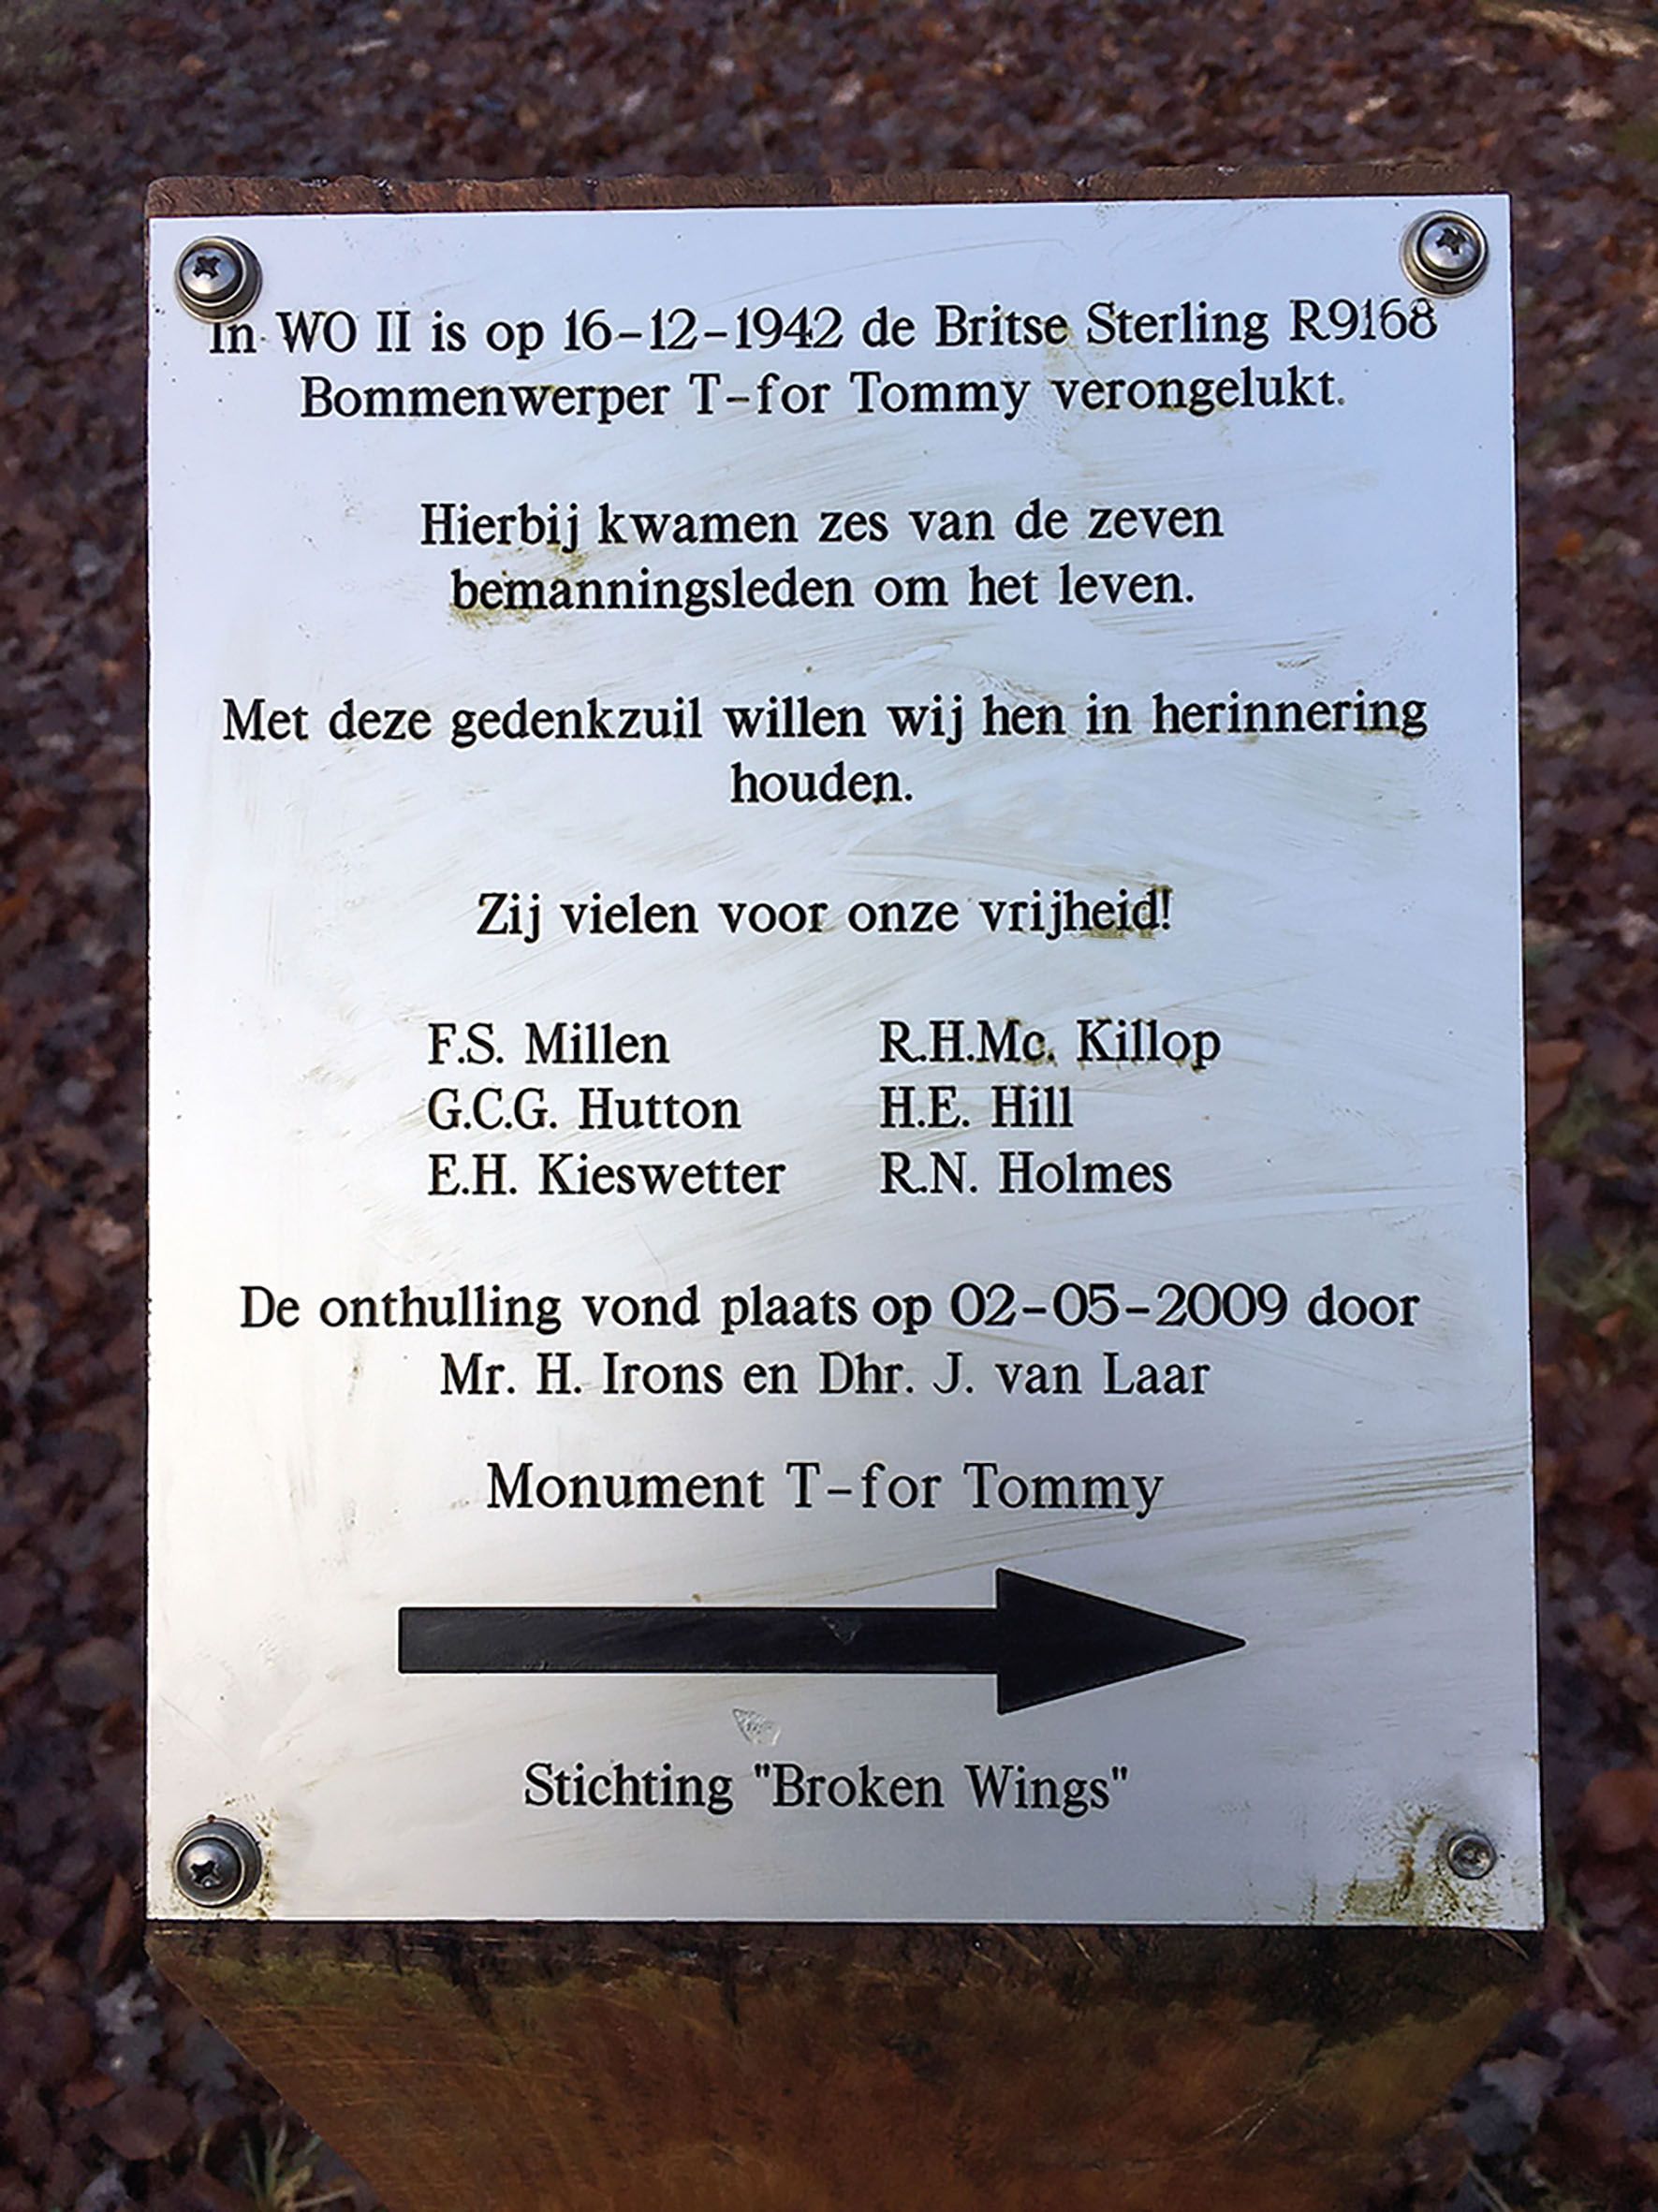 In WO II is op 16-12-1942 de Britse Sterling R9168
Bommenwerper T-for Tommy verongelukt.
Hierbij kwamen zes van de zeven
bemanningsleden om het leven.
Met deze gedenkzuil willen wij hen in herinnering
houden.
Zij vielen voor onze vrijheid!
F.S. Millen R.H.Mc. Killop
G.C.G. Hutton H.E. Hill
E.H. Kieswetter R.N. Holmes
De onthulling vond plaats op 02-05-2009 door
Mr. H. Irons en Dhr. J. van Laar
Monument T-for Tommy
Stichting "Broken Wings"